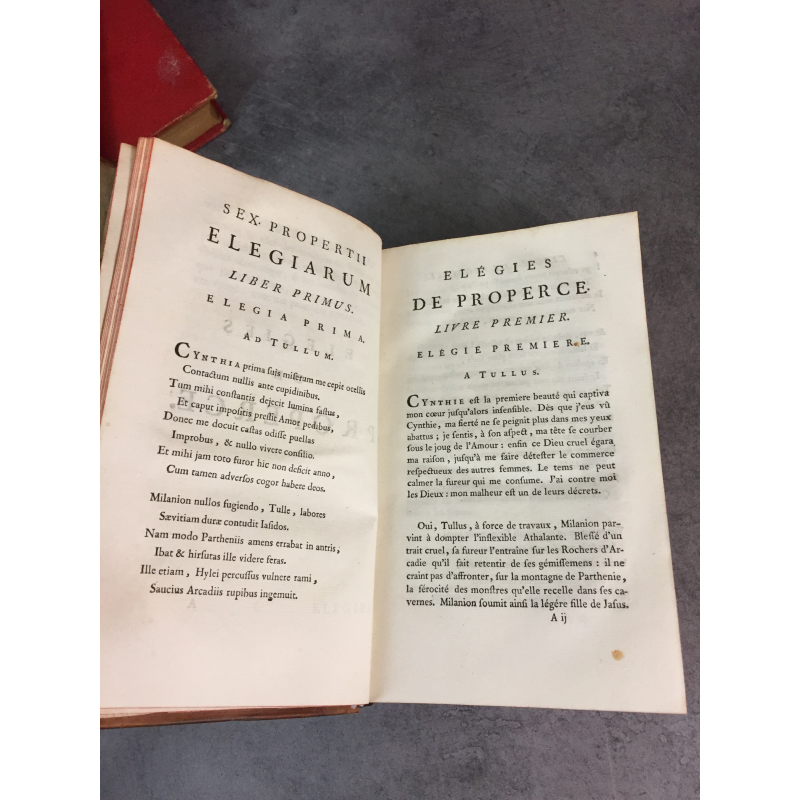 SEX. PROPERTII
ELEGIARUM
LIBER PRIMUS.
ELEGIA PRIMA.
AD TULLUM.
CYNTHIA prima suis miserum me cepit ocellis
Contactum nullis ante cupidinibus.
Tum mihi constantis dejecit lumina fastus,
Et caput impositis pressit Amor pedibus,
Donec me docuit castas odisse puellas
Improbus, & nullo vivere consilio.
Et mihi jam toto furor hic non deficit anno,
Cum tamen adversos cogor habere deos.
Milanion nullos fugiendo, Tulle, labores
Sævitiam duræ contudit Iasidos.
Nam modo Partheniis amens errabat in antris,
Ibat & hirsutas ille videre feras.
Ille etiam, Hylei percussus vulnere rami,
Saucius Arcadiis rupibus ingemuit.
ELÉGIES
DE PROPERCE.
LIVRE PREMIER.
ELÉGIE PREMIERE.
A TULLUS.
CYNTHIE est la premiere beauté qui captiva
mon cœur jusqu'alors insensible. Dès que j'eus vû
Cynthie, ma fierté ne se peignit plus dans mes yeux
abattus; je sentis, à son aspect, ma tête se courber
sous le joug de l'Amour: enfin ce Dieu cruel égara
ma raison, jusqu'à me faire détester le commerce
respectueux des autres femmes. Le tems ne peut
calmer la fureur qui me consume. J'ai contre moi
les Dieux: mon malheur est un de leurs décrets.
Oui, Tullus, à force de travaux, Milanion par-
vint à dompter l'inflexible Athalante. Blessé d'un
trait cruel, sa fureur l'entraîne sur les Rochers d'Ar-
cadie qu'il fait retentir de ses gémissemens: il ne
craint pas d'affronter, sur la montagne de Parthenie,
la férocité des monstres qu'elle recelle dans ses ca-
vernes. Milanion soumit ainsi la légére fille de Jasus.
A ij